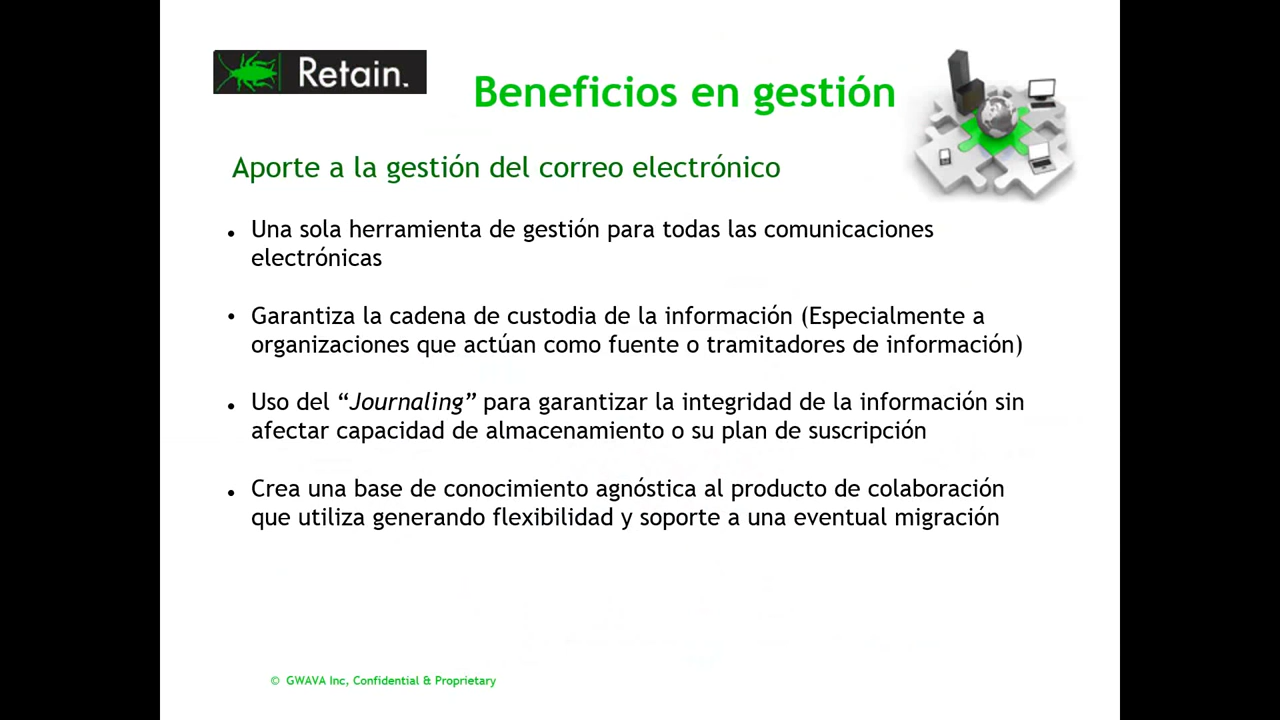 Retain.
Beneficios en gestión
Aporte a la gestión del correo electrónico
• Una sola herramienta de gestión para todas las comunicaciones
electrónicas
• Garantiza la cadena de custodia de la información (Especialmente a
organizaciones que actúan como fuente o tramitadores de información)
• Uso del “Journaling” para garantizar la integridad de la información sin
afectar capacidad de almacenamiento o su plan de suscripción
• Crea una base de conocimiento agnóstica al producto de colaboración
que utiliza generando flexibilidad y soporte a una eventual migración
© GWAVA Inc, Confidential & Proprietary